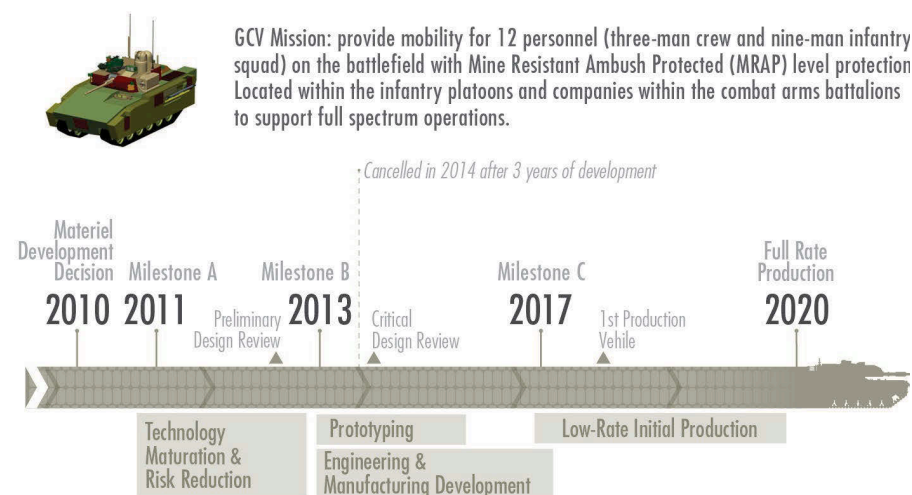 GCV Mission: provide mobility for 12 personnel (three-man crew and nine-man infantry
squad) on the battlefield with Mine Resistant Ambush Protected (MRAP) level protection
Located within the infantry platoons and companies within the combat arms battalions
to support full spectrum operations.
Cancelled in 2014 after 3 years of development
Materiel
Development
Decision
2010
Milestone A
2011
Preliminary
Design Review
Milestone B
2013
Critical
Design Review
Milestone C
2017
1st Production
Vehile
Full Rate
Production
2020
Technology
Maturation &
Risk Reduction
Prototyping
Engineering &
Manufacturing Development
Low-Rate Initial Production